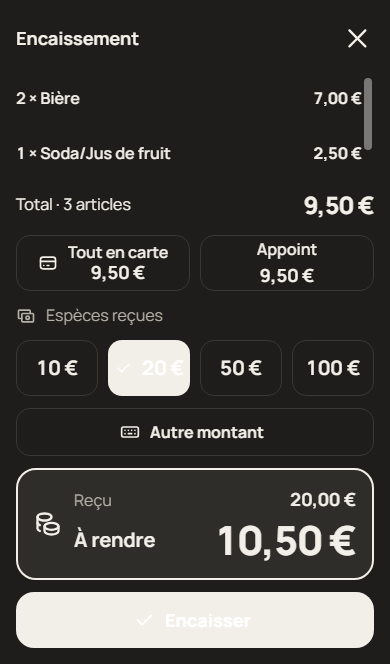 Encaissement
2 × Bière 7,00 €
1 × Soda/Jus de fruit 2,50 €
Total · 3 articles 9,50 €
Tout en carte
9,50 €
Appoint
9,50 €
Espèces reçues
10 € 20 € 50 € 100 €
Autre montant
Reçu 20,00 €
À rendre 10,50 €
Encaisser